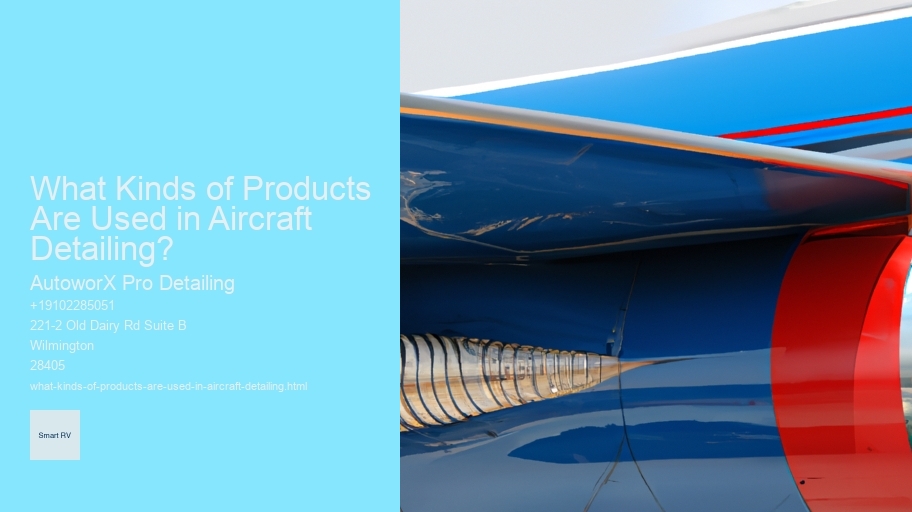 What Kinds of Products
Are Used in Aircraft
Detailing?
AutoworX Pro Detailing
+19102285051
221-2 Old Dairy Rd Suite B
Wilmington
28405
what-kinds-of-products-are-used-in-aircraft-detailing.html
Smart RV